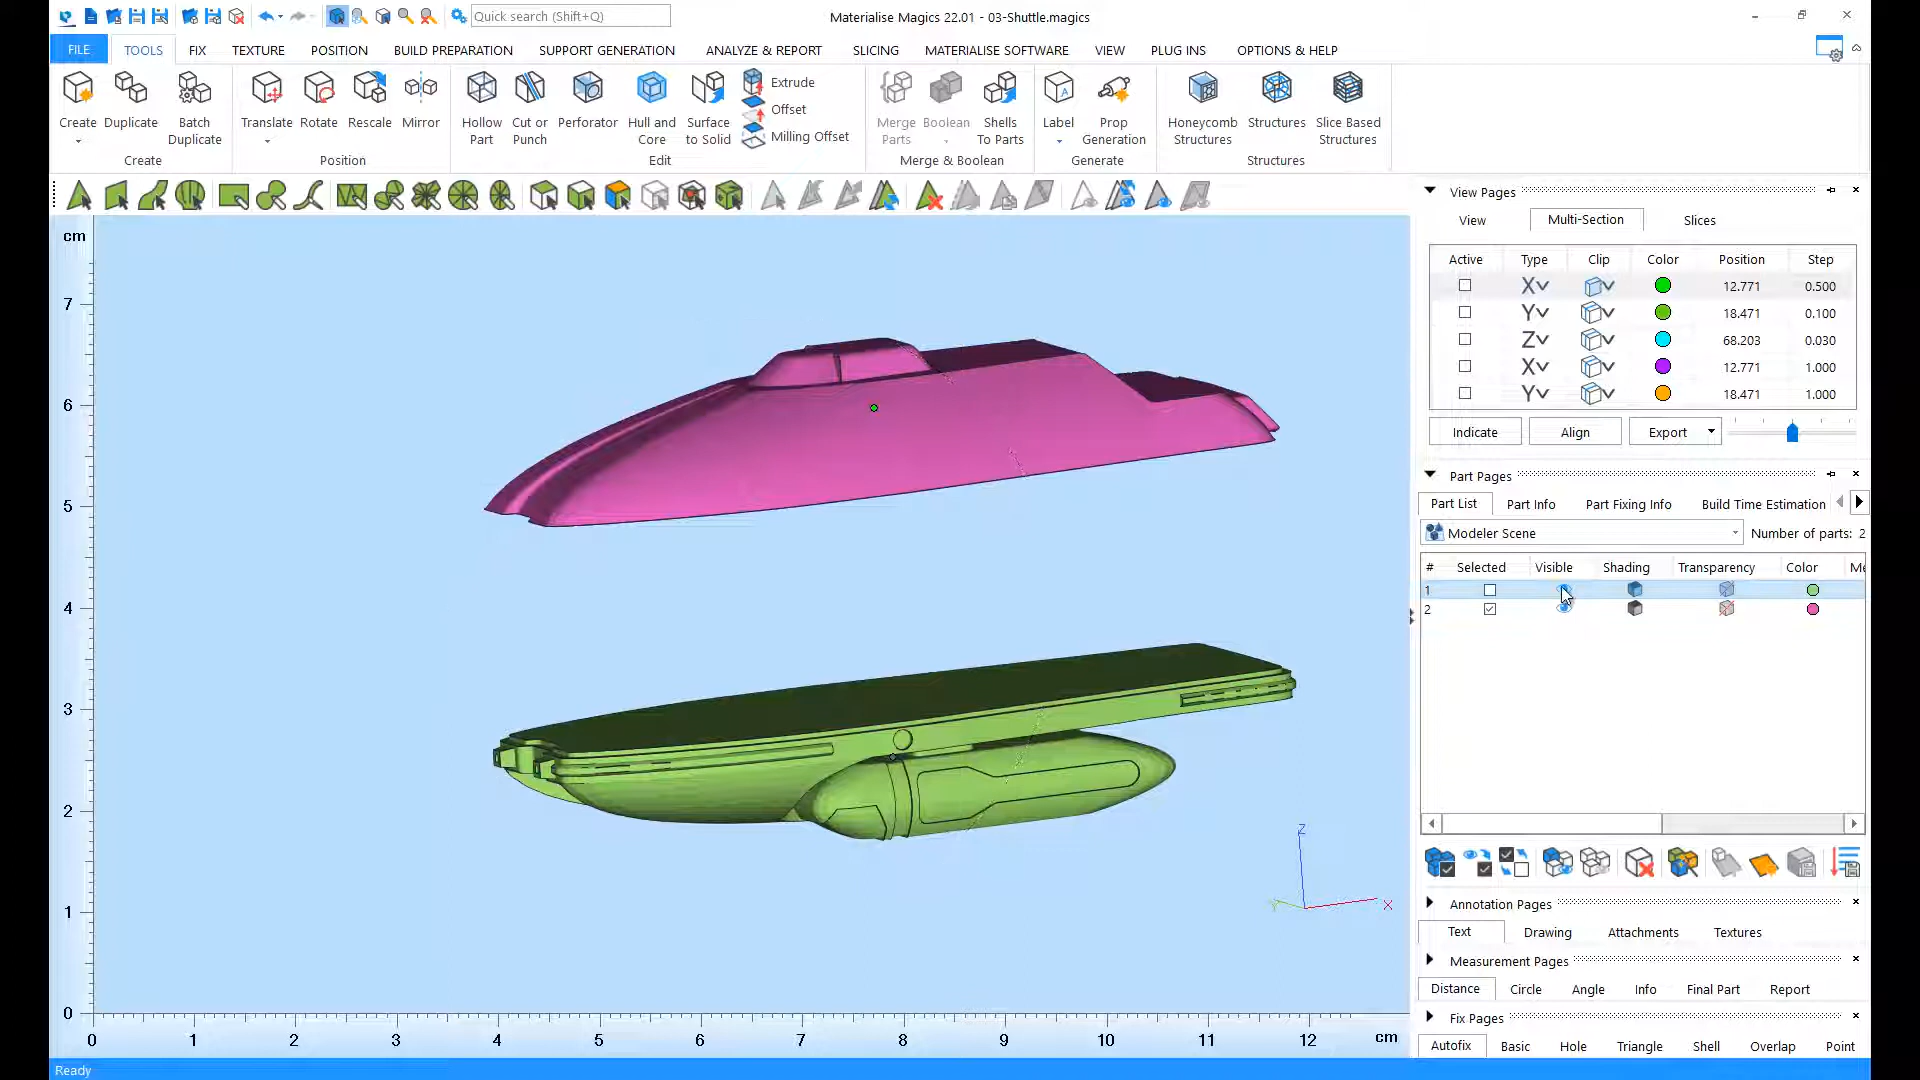 Quick search (Shift+Q)
Materialise Magics 22.01 - 03-Shuttle.magics
FILE TOOLS FIX TEXTURE POSITION BUILD PREPARATION SUPPORT GENERATION ANALYZE & REPORT SLICING MATERIALISE SOFTWARE VIEW PLUG INS OPTIONS & HELP
Create Duplicate Batch Duplicate
Create
Translate Rotate Rescale Mirror
Position
Hollow Part Cut or Punch Perforator Hull and Core Surface to Solid
Extrude
Offset
Milling Offset
Edit
Merge Parts Boolean Shells To Parts
Merge & Boolean
Label Prop Generation
Generate
Honeycomb Structures Structures Slice Based Structures
Structures
cm
7
6
5
4
3
2
1
0
0 1 2 3 4 5 6 7 8 9 10 11 12 cm
Z
Y
X
View Pages
View Multi-Section Slices
Active Type Clip Color Position Step
X 12.771 0.500
Y 18.471 0.100
Z 68.203 0.030
X 12.771 1.000
Y 18.471 1.000
Indicate Align Export
Part Pages
Part List Part Info Part Fixing Info Build Time Estimation
Modeler Scene Number of parts: 2
# Selected Visible Shading Transparency Color Me
1
2
Annotation Pages
Text Drawing Attachments Textures
Measurement Pages
Distance Circle Angle Info Final Part Report
Fix Pages
Autofix Basic Hole Triangle Shell Overlap Point
Ready